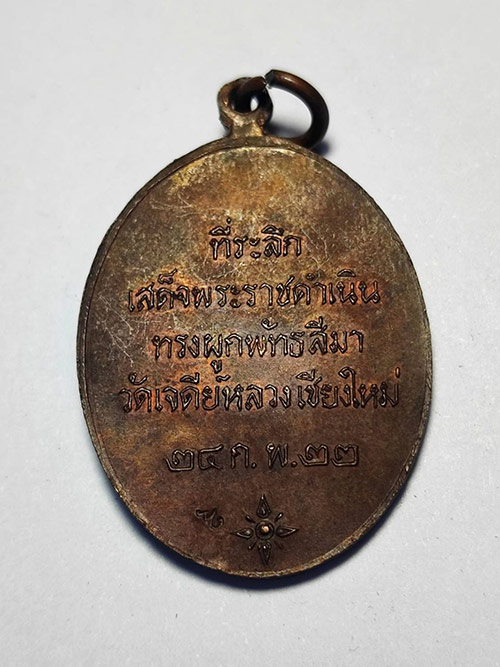 ที่ระลึก
เสด็จพระราชดำเนิน
ทรงผูกพัทธสีมา
วัดเจดีย์หลวง เชียงใหม่
๒๔ ก.พ.๒๒